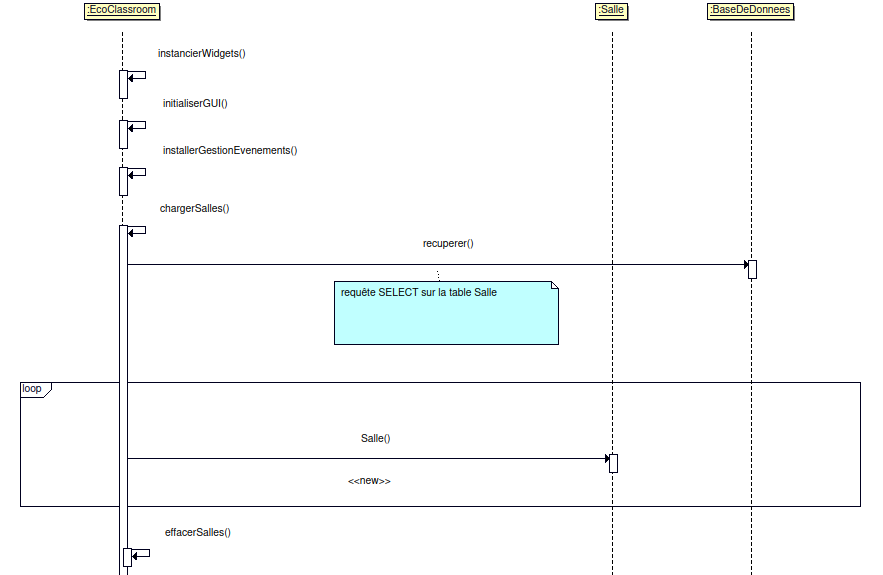 :EcoClassroom
:Salle
:BaseDeDonnees
instancierWidgets()
initialiserGUI()
installerGestionEvenements()
chargerSalles()
recuperer()
requête SELECT sur la table Salle
loop
Salle()
<<new>>
effacerSalles()